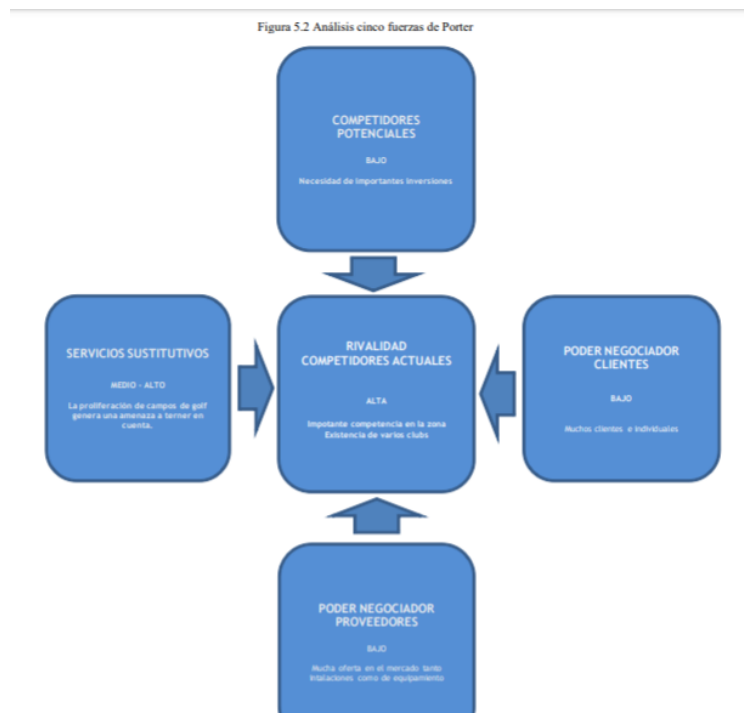 Figura 5.2 Análisis cinco fuerzas de Porter
COMPETIDORES
POTENCIALES
BAJO
Necesidad de importantes inversiones
SERVICIOS SUSTITUTIVOS
MEDIO - ALTO
La proliferación de campos de golf
genera una amenaza a terner en
cuenta.
RIVALIDAD
COMPETIDORES ACTUALES
ALTA
Impotante competencia en la zona
Existencia de varios clubs
PODER NEGOCIADOR
CLIENTES
BAJO
Muchos clientes e individuales
PODER NEGOCIADOR
PROVEEDORES
BAJO
Mucha oferta en el mercado tanto
intalaciones como de equipamiento